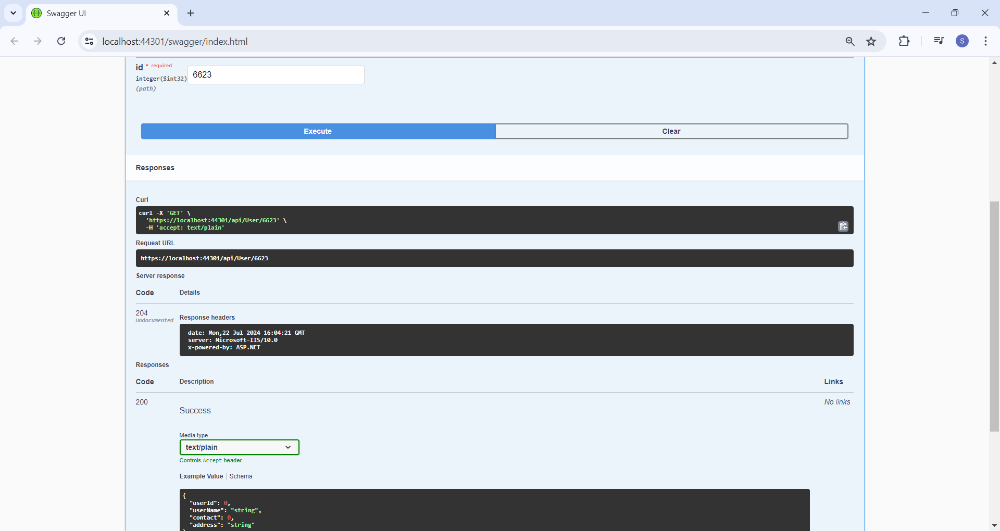 Swagger UI
localhost:44301/swagger/index.html
S
id * required
integer($int32)
(path)
6623
Execute
Clear
Responses
Curl
curl -X 'GET' \
'https://localhost:44301/api/User/6623' \
-H 'accept: text/plain'
Request URL
https://localhost:44301/api/User/6623
Server response
Code Details
204
Undocumented
Response headers
date: Mon,22 Jul 2024 16:04:21 GMT
server: Microsoft-IIS/10.0
x-powered-by: ASP.NET
Responses
Code Description Links
200 No links
Success
Media type
text/plain
Controls Accept header.
Example Value Schema
{
"userId": 0,
"userName": "string",
"contact": 0,
"address": "string"